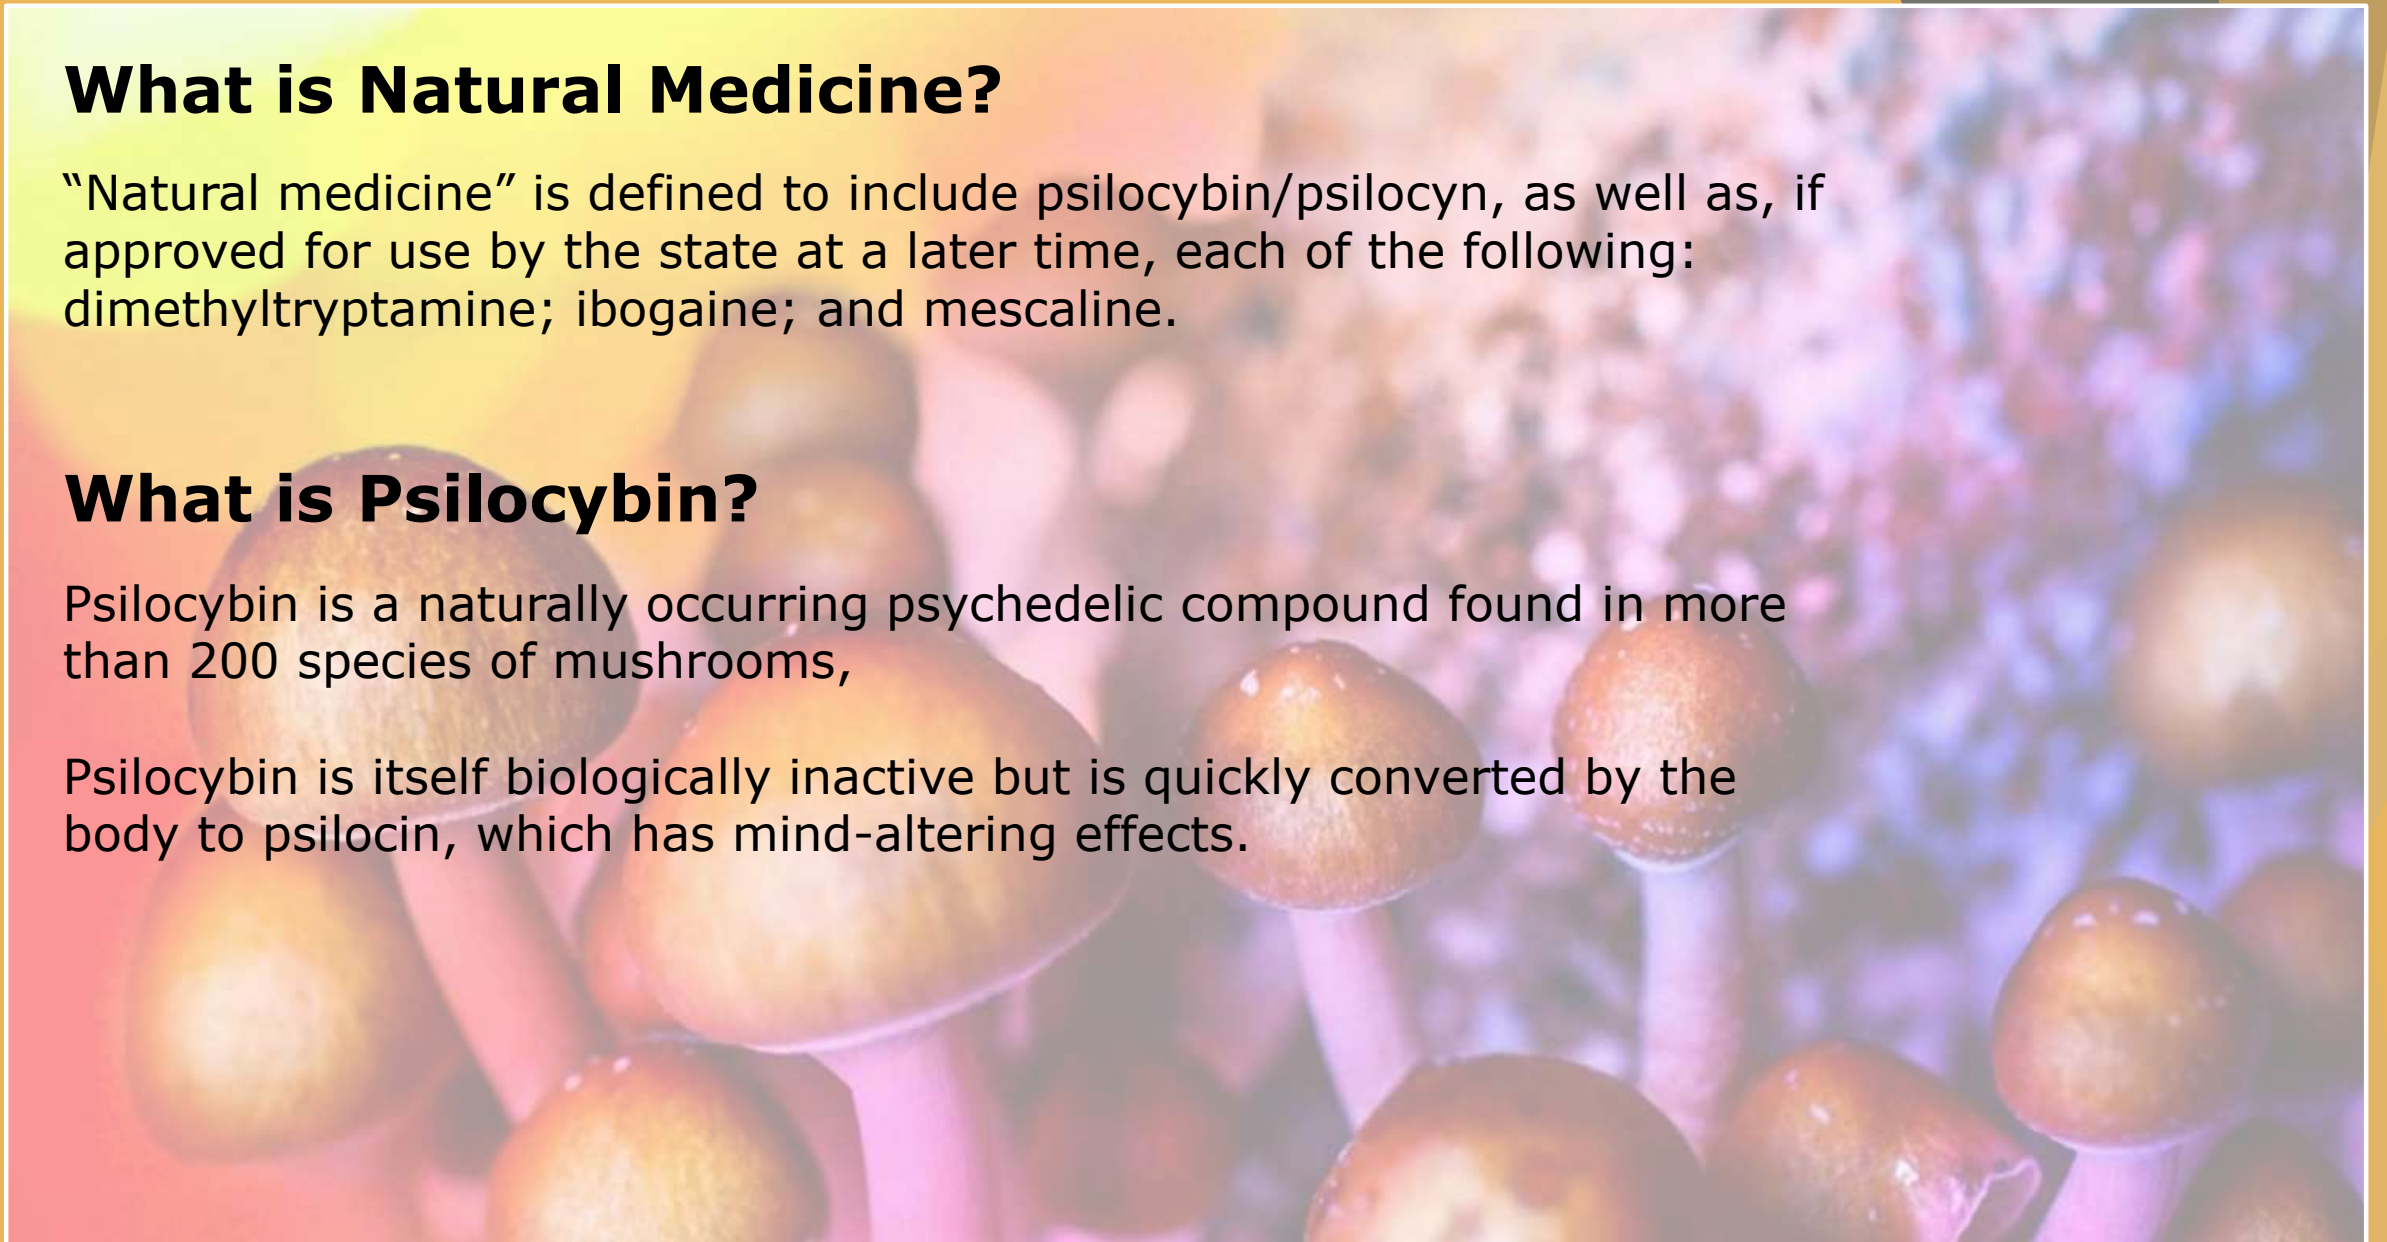 What is Natural Medicine?
“Natural medicine” is defined to include psilocybin/psilocyn, as well as, if
approved for use by the state at a later time, each of the following:
dimethyltryptamine; ibogaine; and mescaline.
What is Psilocybin?
Psilocybin is a naturally occurring psychedelic compound found in more
than 200 species of mushrooms,
Psilocybin is itself biologically inactive but is quickly converted by the
body to psilocin, which has mind-altering effects.